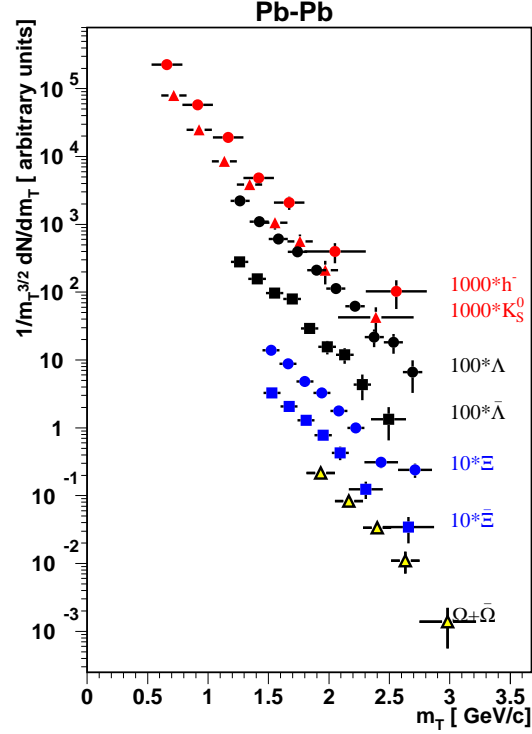 Pb-Pb
1/m_T^{3/2} dN/dm_T [ arbitrary units ]
10^5
10^4
10^3
10^2
10
1
10^{-1}
10^{-2}
10^{-3}
1000*h^-
1000*K_S^0
100*Λ
100*Λ̄
10*Ξ
10*Ξ̄
Ω+Ω̄
0 0.5 1 1.5 2 2.5 3 3.5
m_T [ GeV/c ]